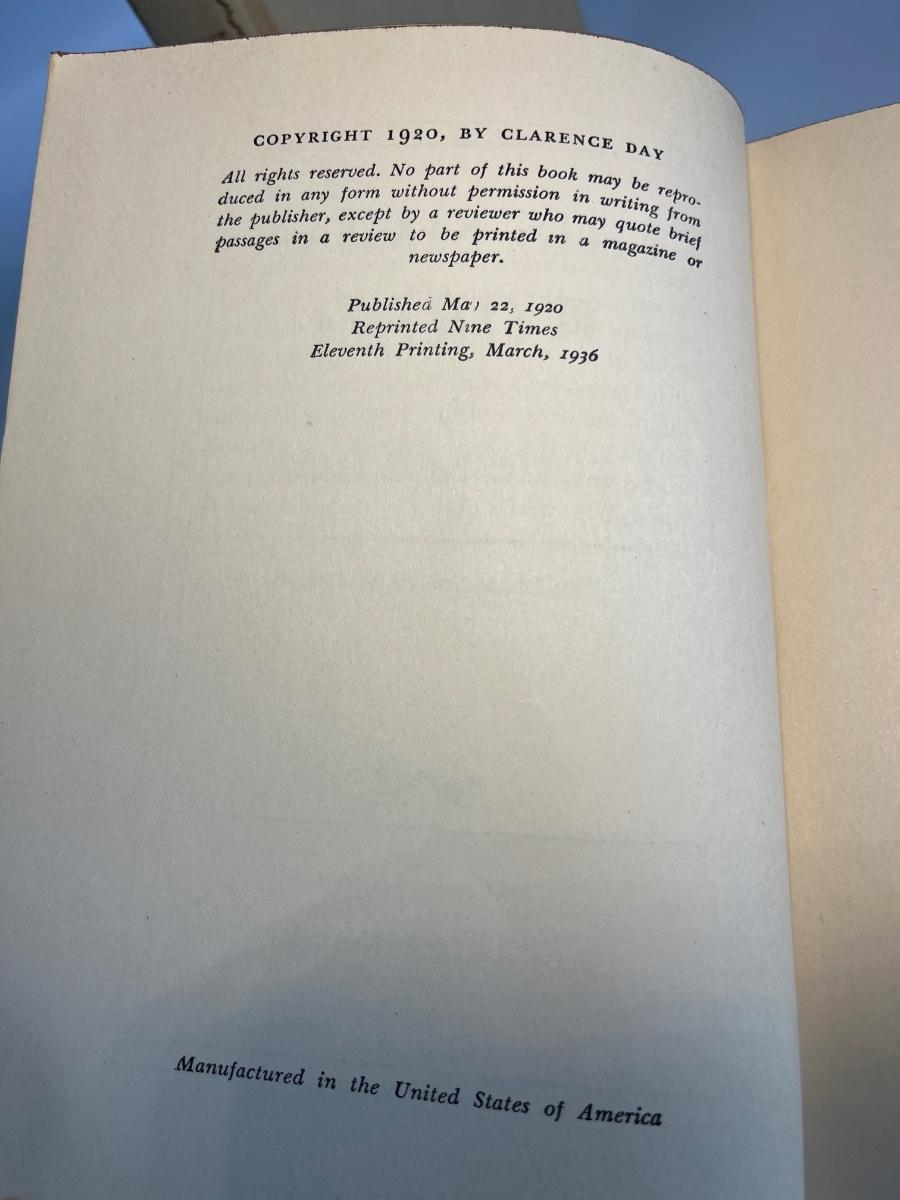 COPYRIGHT 1920, BY CLARENCE DAY
All rights reserved. No part of this book may be repro-
duced in any form without permission in writing from
the publisher, except by a reviewer who may quote brief
passages in a review to be printed in a magazine or
newspaper.
Published May 22, 1920
Reprinted Nine Times
Eleventh Printing, March, 1936
Manufactured in the United States of America